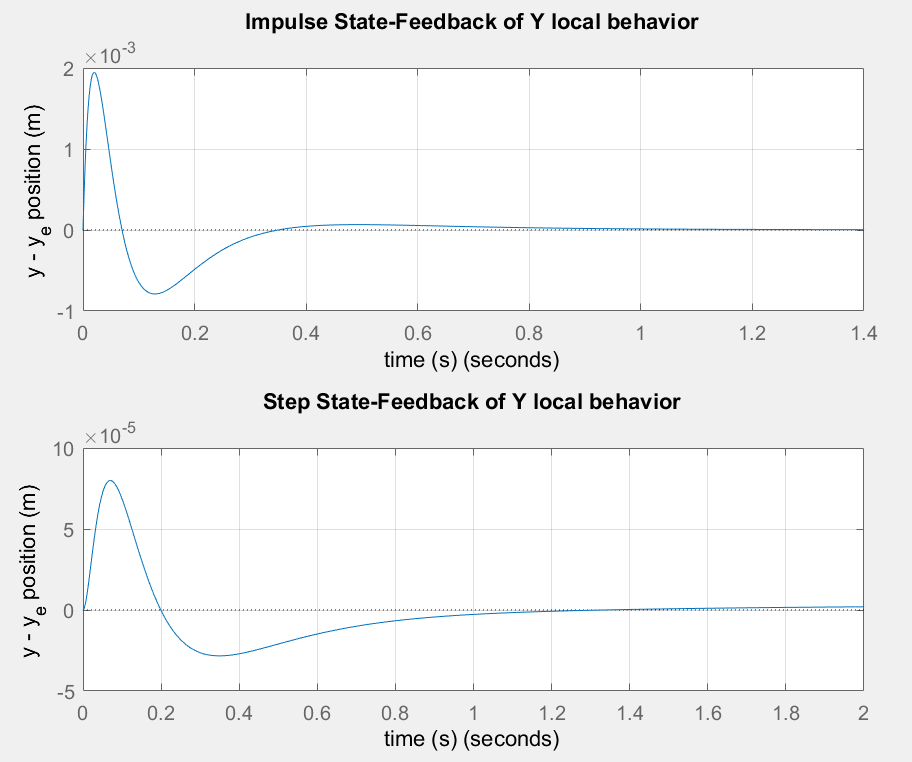 Impulse State-Feedback of Y local behavior
×10-3
2
1
0
-1
y - ye position (m)
0 0.2 0.4 0.6 0.8 1 1.2 1.4
time (s) (seconds)
Step State-Feedback of Y local behavior
×10-5
10
5
0
-5
y - ye position (m)
0 0.2 0.4 0.6 0.8 1 1.2 1.4 1.6 1.8 2
time (s) (seconds)